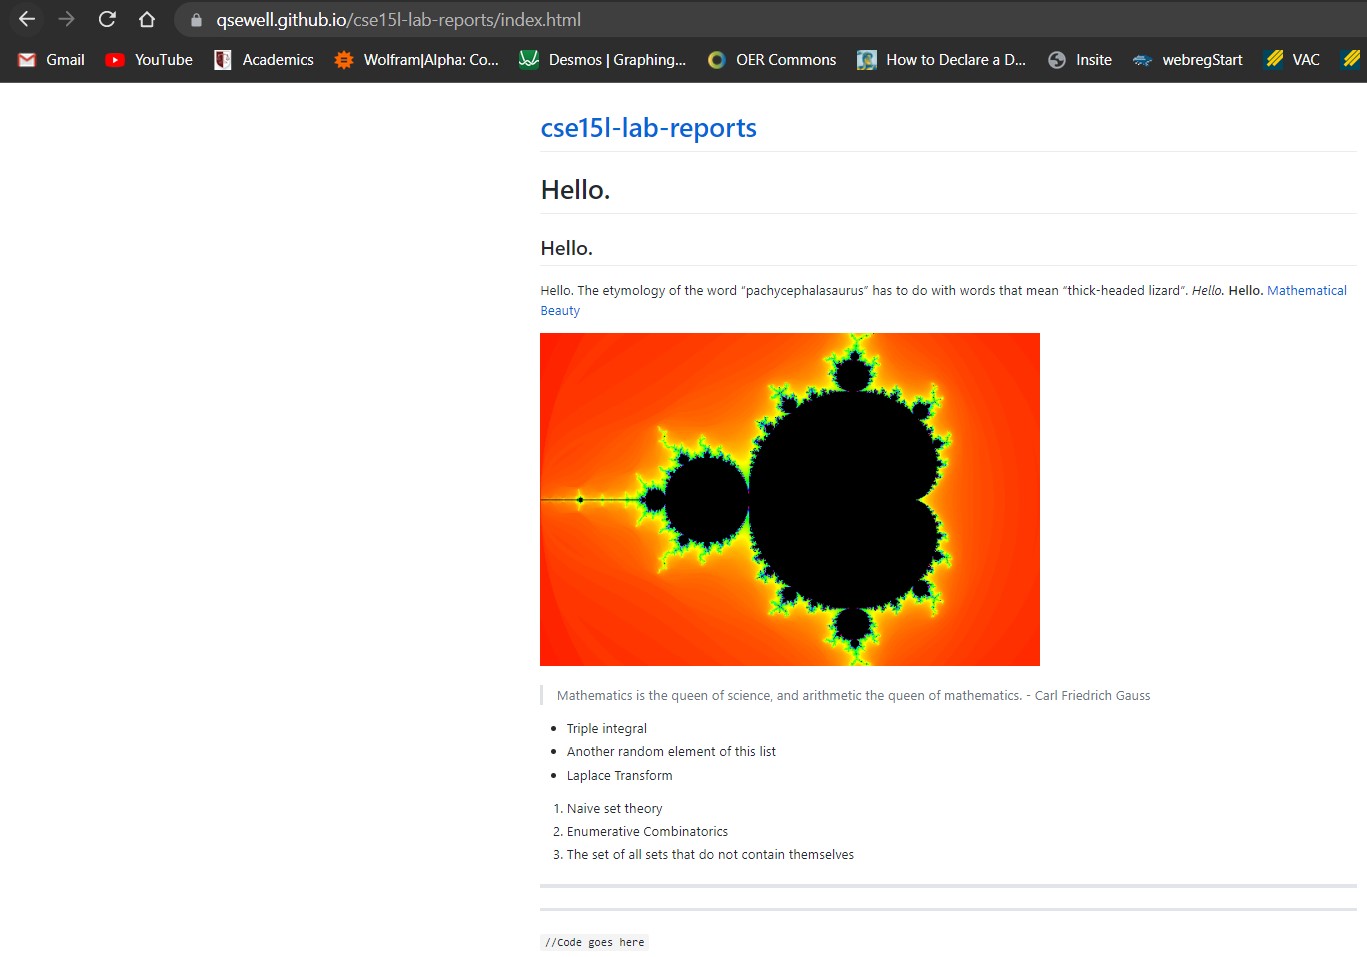 qsewell.github.io/cse15l-lab-reports/index.html
Gmail YouTube Academics Wolfram|Alpha: Co... Desmos | Graphing... OER Commons How to Declare a D... Insite webregStart VAC
cse15l-lab-reports
Hello.
Hello.
Hello. The etymology of the word “pachycephalasaurus” has to do with words that mean “thick-headed lizard”. Hello. Hello. Mathematical
Beauty
Mathematics is the queen of science, and arithmetic the queen of mathematics. - Carl Friedrich Gauss
• Triple integral
• Another random element of this list
• Laplace Transform
1. Naive set theory
2. Enumerative Combinatorics
3. The set of all sets that do not contain themselves
//Code goes here